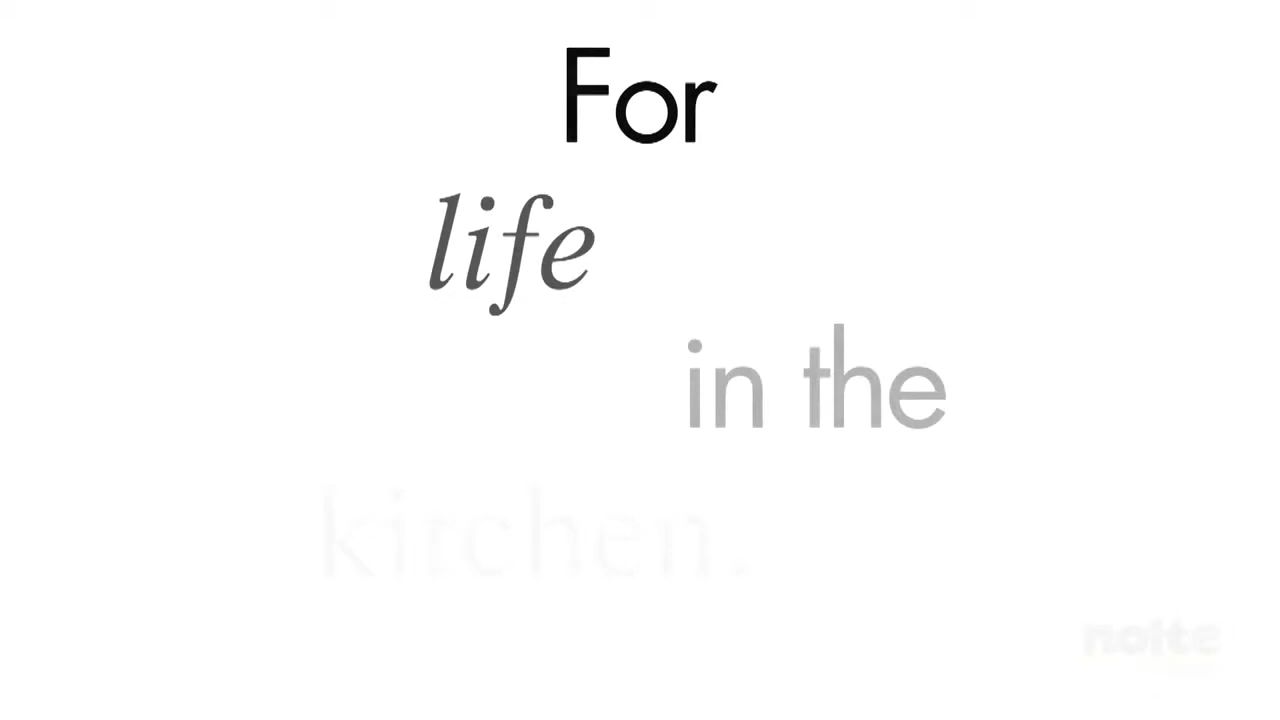 For
life
in the
kitchen.
nolte